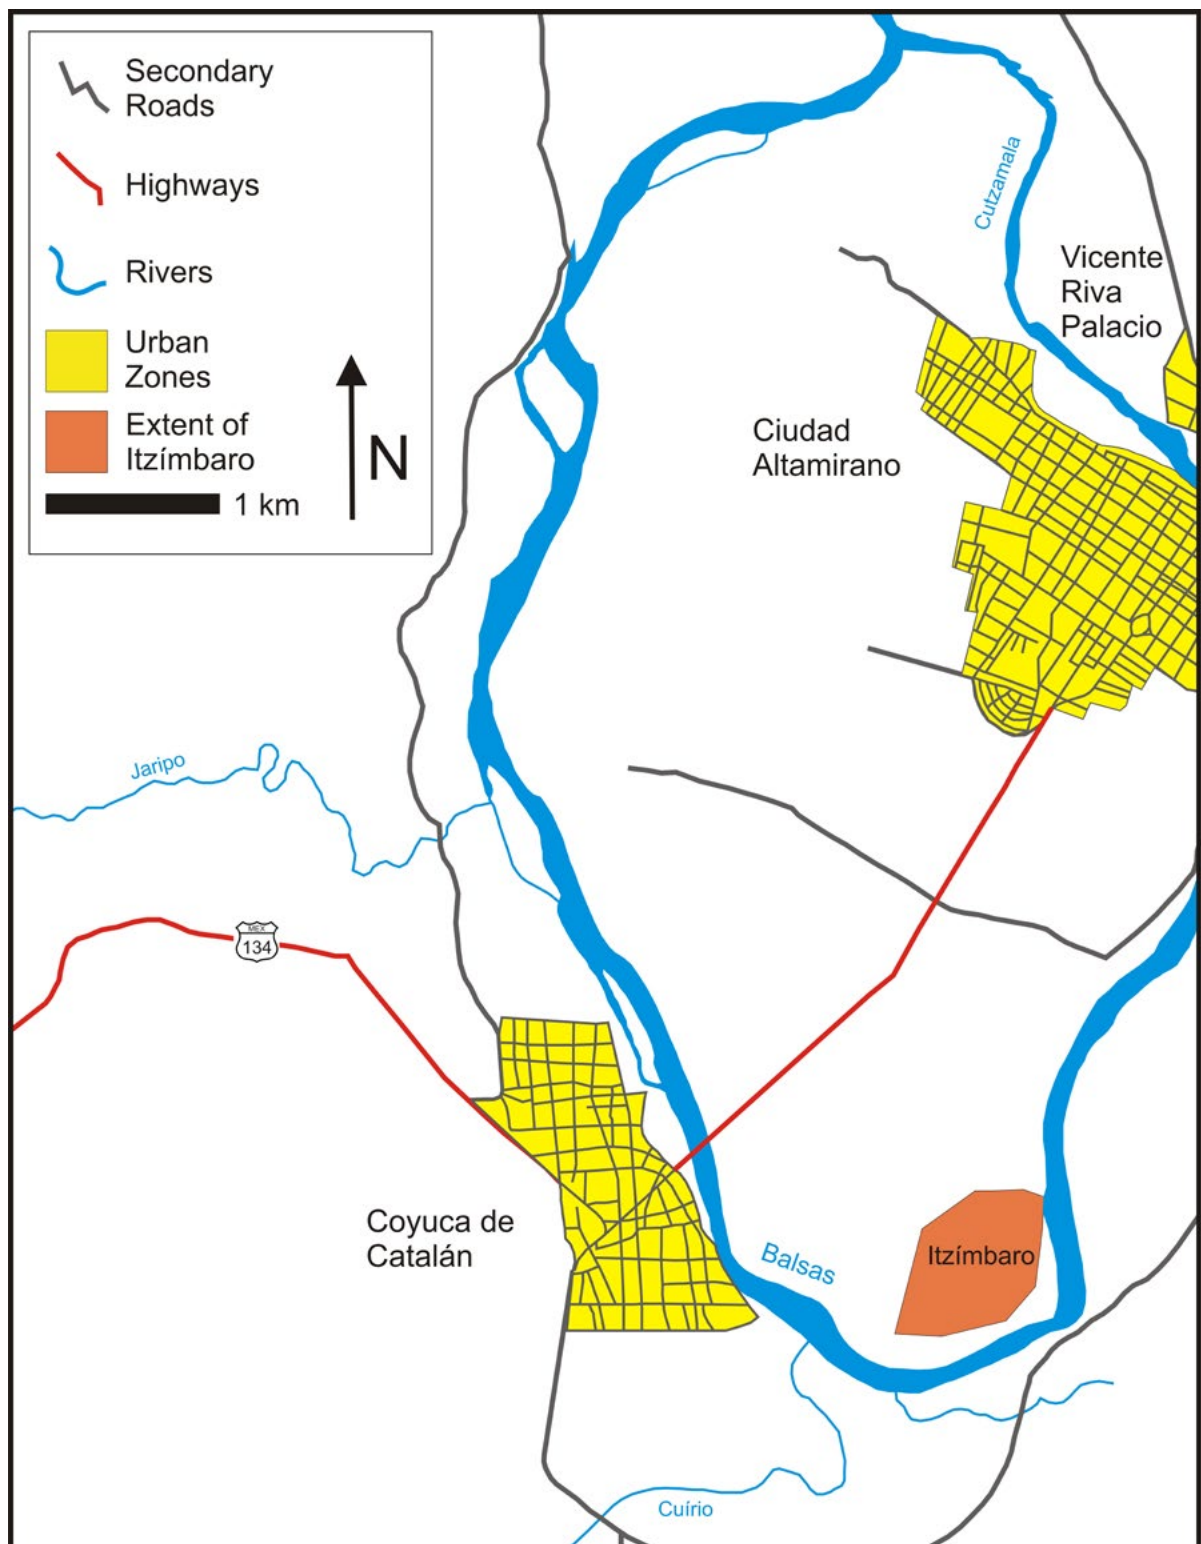 Secondary
Roads
Highways
Rivers
Urban
Zones
Extent of
Itzímbaro
1 km
N
Cutzamala
Vicente
Riva
Palacio
Ciudad
Altamirano
Jaripo
MEX
134
Coyuca de
Catalán
Balsas
Itzímbaro
Cuírio